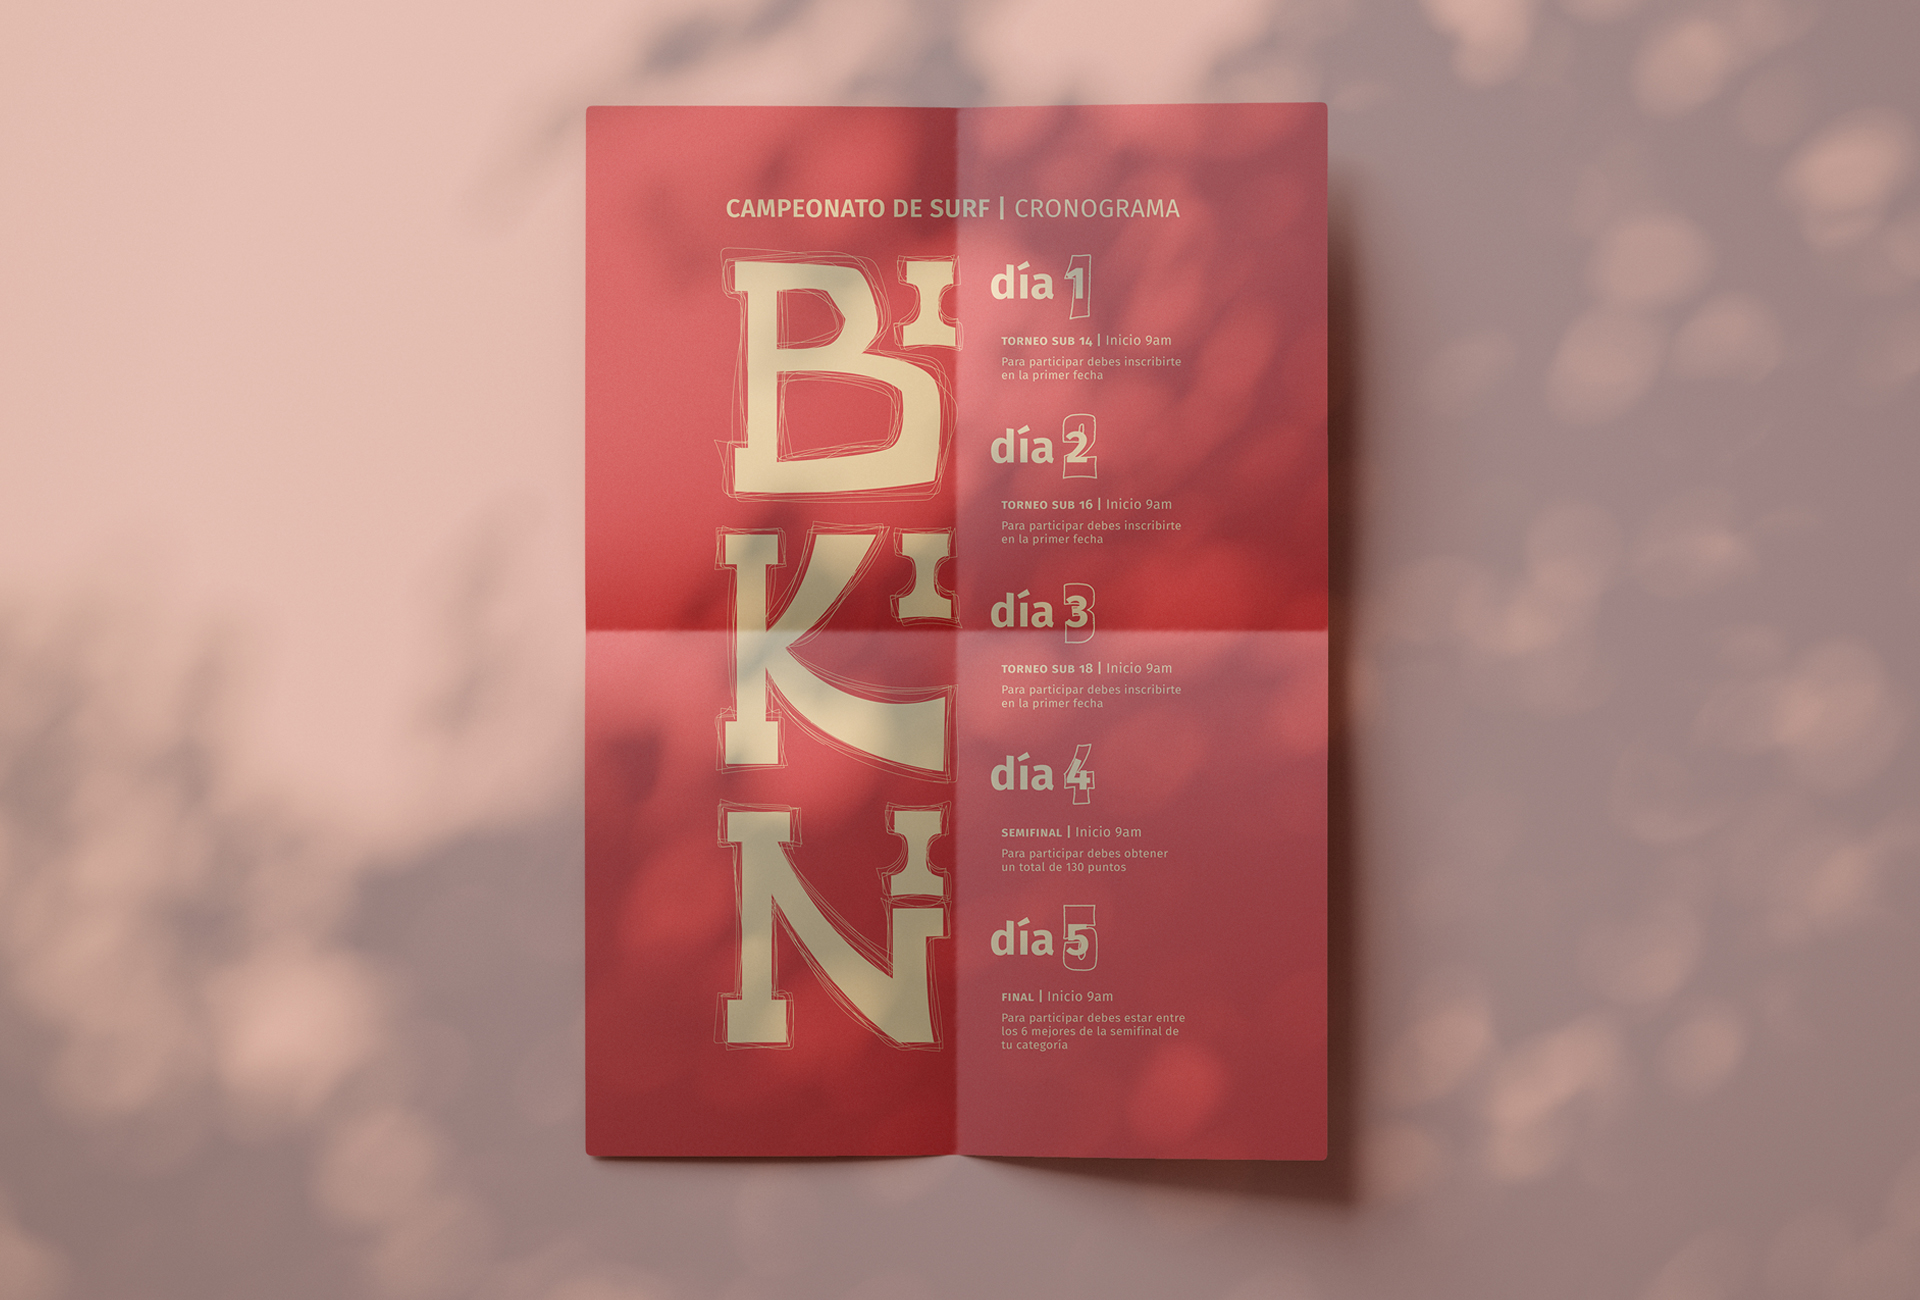 CAMPEONATO DE SURF | CRONOGRAMA
BI
KI
NI
día 1
TORNEO SUB 14 | Inicio 9am
Para participar debes inscribirte
en la primer fecha
día 2
TORNEO SUB 16 | Inicio 9am
Para participar debes inscribirte
en la primer fecha
día 3
TORNEO SUB 18 | Inicio 9am
Para participar debes inscribirte
en la primer fecha
día 4
SEMIFINAL | Inicio 9am
Para participar debes obtener
un total de 130 puntos
día 5
FINAL | Inicio 9am
Para participar debes estar entre
los 6 mejores de la semifinal de
tu categoría